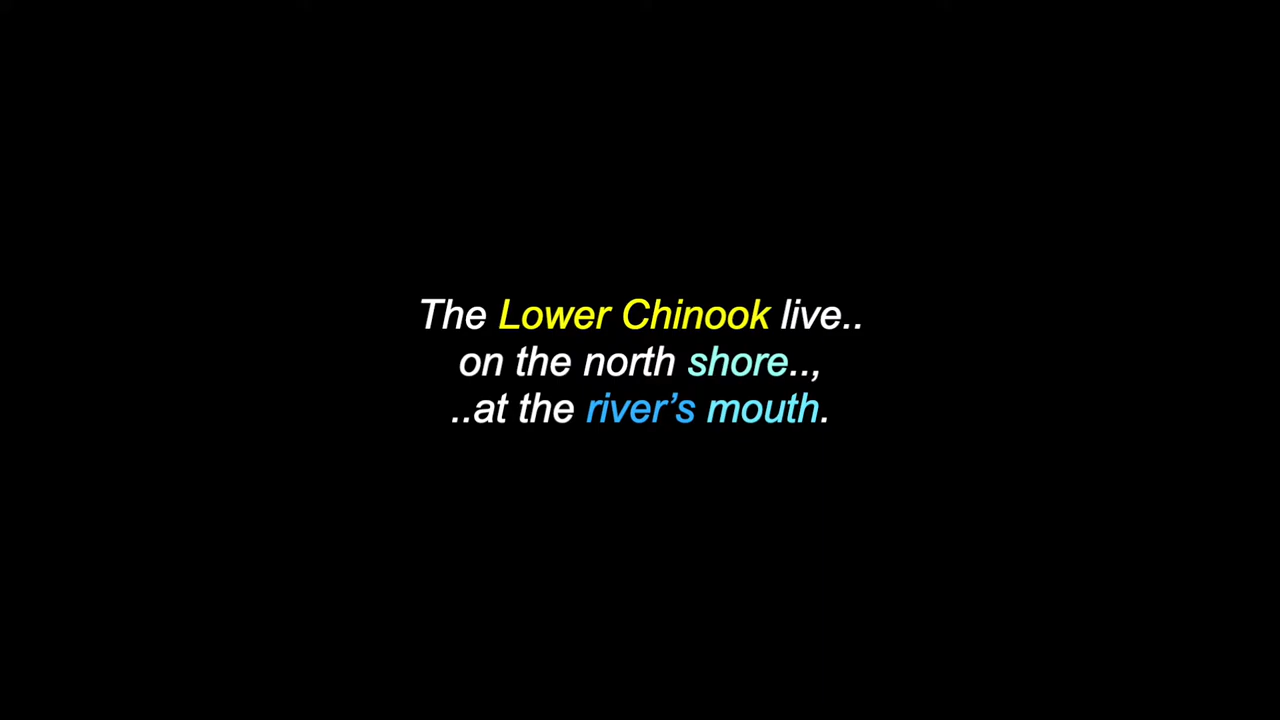 The Lower Chinook live..
on the north shore..,
..at the river’s mouth.